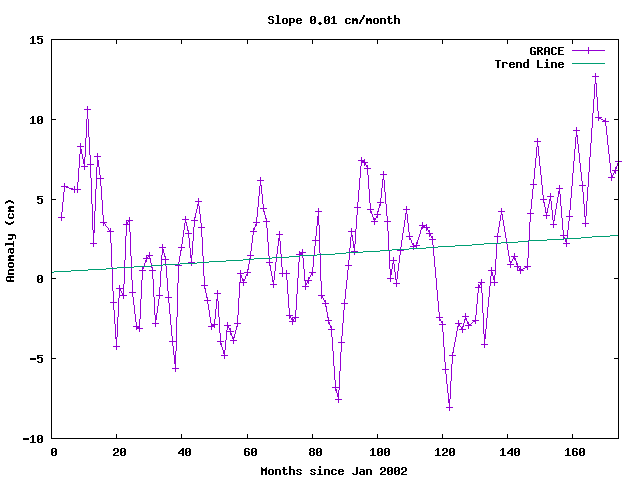 Slope 0.01 cm/month
15
GRACE
Trend Line
10
5
Anomaly (cm)
0
-5
-10
0 20 40 60 80 100 120 140 160
Months since Jan 2002